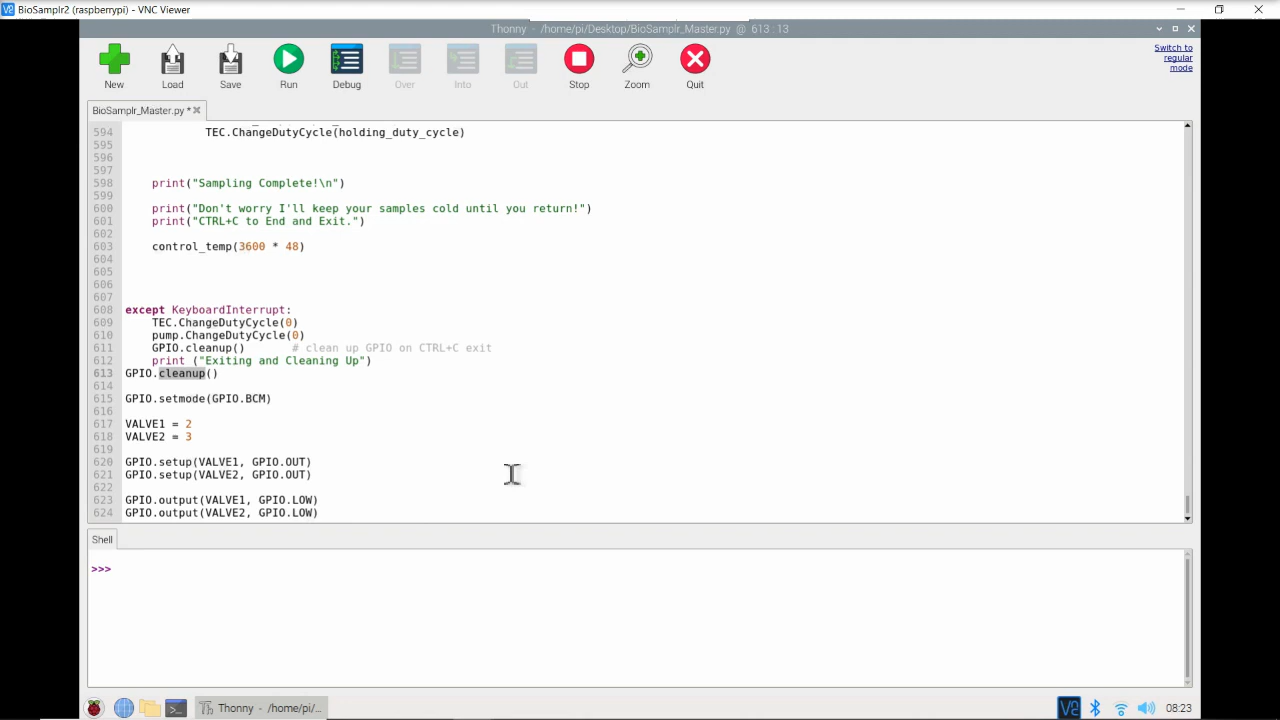 BioSamplr2 (raspberrypi) - VNC Viewer
Thonny - /home/pi/Desktop/BioSamplr_Master.py @ 613 : 13
New Load Save Run Debug Over Into Out Stop Zoom Quit
Switch to
regular
mode
BioSamplr_Master.py *
594 TEC.ChangeDutyCycle(holding_duty_cycle)
595
596
597
598 print("Sampling Complete!\n")
599
600 print("Don't worry I'll keep your samples cold until you return!")
601 print("CTRL+C to End and Exit.")
602
603 control_temp(3600 * 48)
604
605
606
607
608 except KeyboardInterrupt:
609 TEC.ChangeDutyCycle(0)
610 pump.ChangeDutyCycle(0)
611 GPIO.cleanup() # clean up GPIO on CTRL+C exit
612 print ("Exiting and Cleaning Up")
613 GPIO.cleanup()
614
615 GPIO.setmode(GPIO.BCM)
616
617 VALVE1 = 2
618 VALVE2 = 3
619
620 GPIO.setup(VALVE1, GPIO.OUT)
621 GPIO.setup(VALVE2, GPIO.OUT)
622
623 GPIO.output(VALVE1, GPIO.LOW)
624 GPIO.output(VALVE2, GPIO.LOW)
Shell
>>>
Thonny - /home/pi/...
08:23